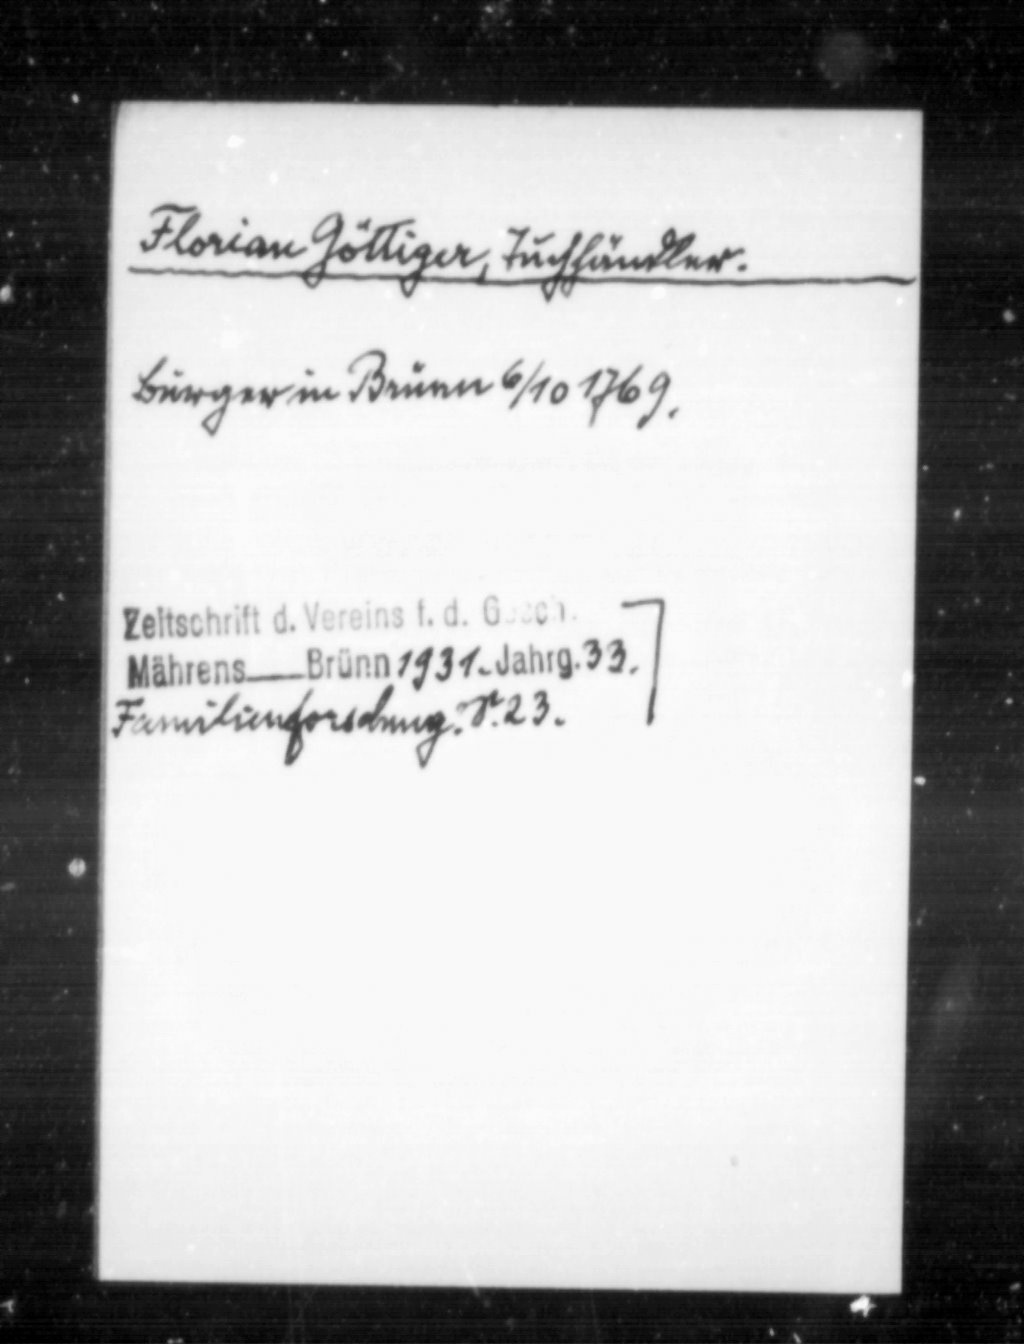 Florian Göttiger, Tuchhändler.
Bürger in Brünn 6/10 1769.
Zeitschrift d. Vereins f. d. Gesch.
Mährens Brünn 1931. Jahrg. 33.
Familienforschung. S. 23.